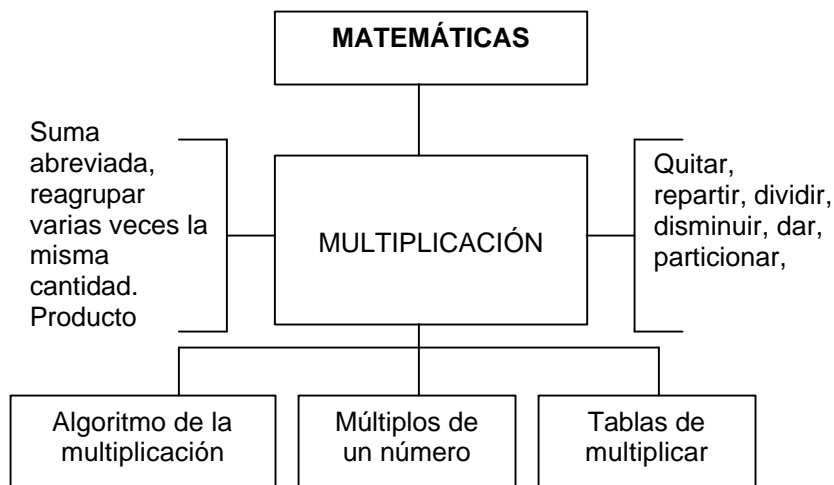 MATEMÁTICAS
Suma
abreviada,
reagrupar
varias veces la
misma
cantidad.
Producto
MULTIPLICACIÓN
Quitar,
repartir, dividir,
disminuir, dar,
particionar,
Algoritmo de la
multiplicación
Múltiplos de
un número
Tablas de
multiplicar